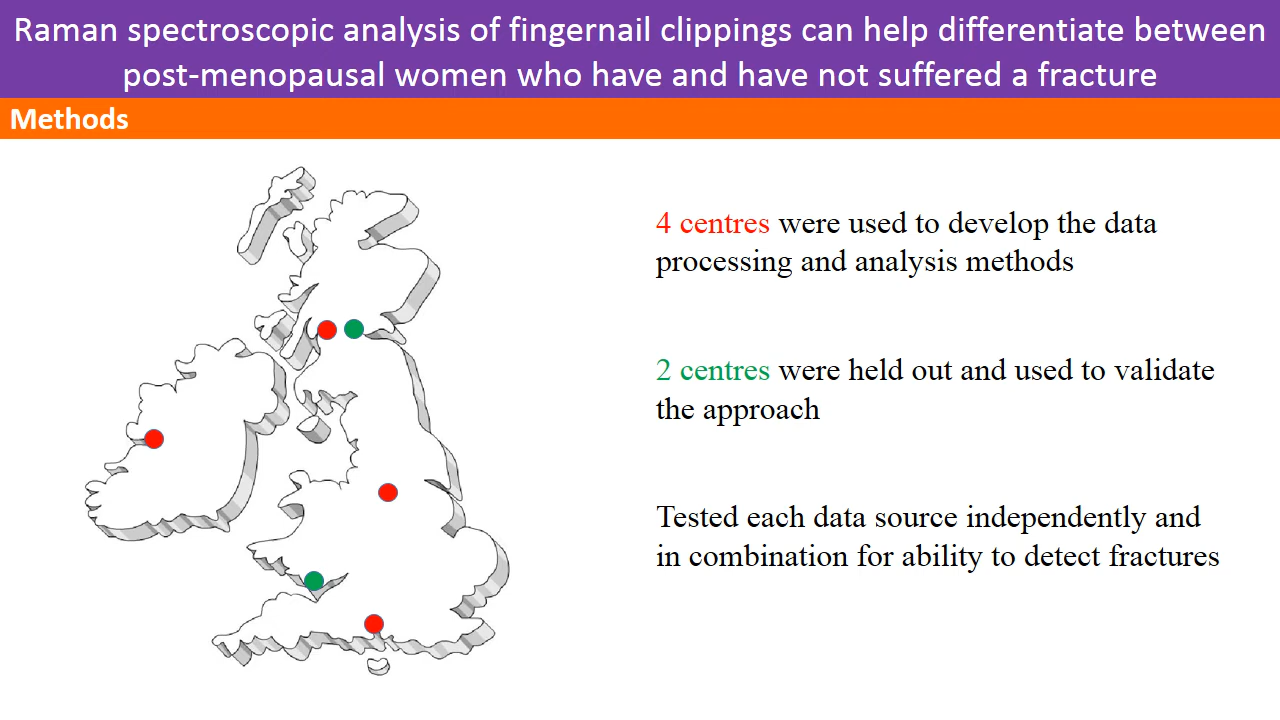 Raman spectroscopic analysis of fingernail clippings can help differentiate between
post-menopausal women who have and have not suffered a fracture
Methods
4 centres were used to develop the data
processing and analysis methods
2 centres were held out and used to validate
the approach
Tested each data source independently and
in combination for ability to detect fractures